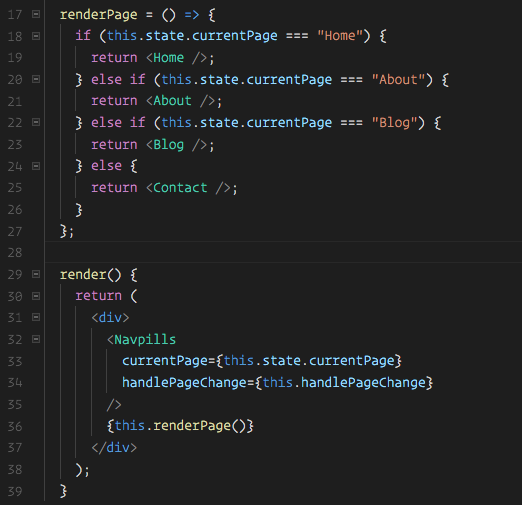 17 renderPage = () => {
18 if (this.state.currentPage === "Home") {
19 return <Home />;
20 } else if (this.state.currentPage === "About") {
21 return <About />;
22 } else if (this.state.currentPage === "Blog") {
23 return <Blog />;
24 } else {
25 return <Contact />;
26 }
27 };
28
29 render() {
30 return (
31 <div>
32 <Navpills
33 currentPage={this.state.currentPage}
34 handlePageChange={this.handlePageChange}
35 />
36 {this.renderPage()}
37 </div>
38 );
39 }